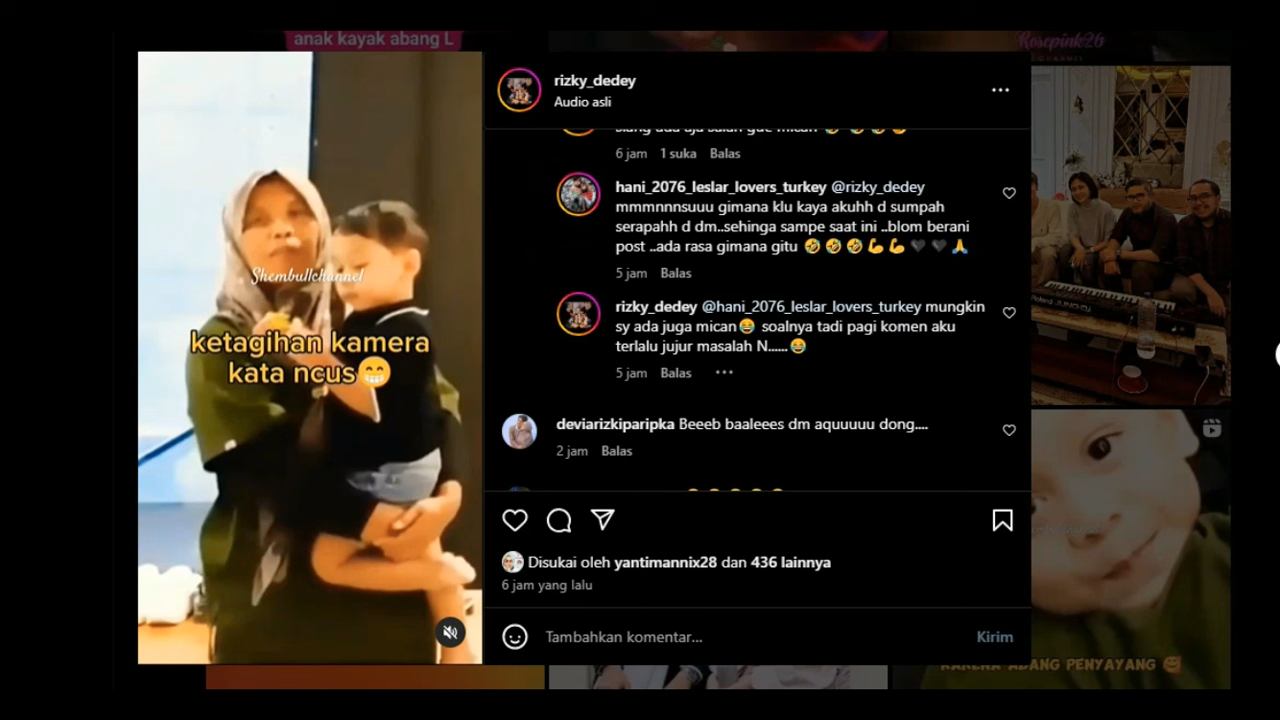 anak kayak abang L
Rosepink26
Shembullchannel
ketagihan kamera
kata ncus😁
rizky_dedey
Audio asli
6 jam 1 suka Balas
hani_2076_leslar_lovers_turkey @rizky_dedey
mmmnnnsuuu gimana klu kaya akuhh d sumpah
serapahh d dm..sehinga sampe saat ini ..blom berani
post ..ada rasa gimana gitu 🤣🤣🤣💪💪🖤🖤🙏
5 jam Balas
rizky_dedey @hani_2076_leslar_lovers_turkey mungkin
sy ada juga mican😂 soalnya tadi pagi komen aku
terlalu jujur masalah N......😂
5 jam Balas
deviarizkiparipka Beeeb baaleees dm aquuuuu dong....
2 jam Balas
Disukai oleh yantimannix28 dan 436 lainnya
6 jam yang lalu
Tambahkan komentar...
Kirim
Roland JUNO
KARENA ABANG PENYAYANG